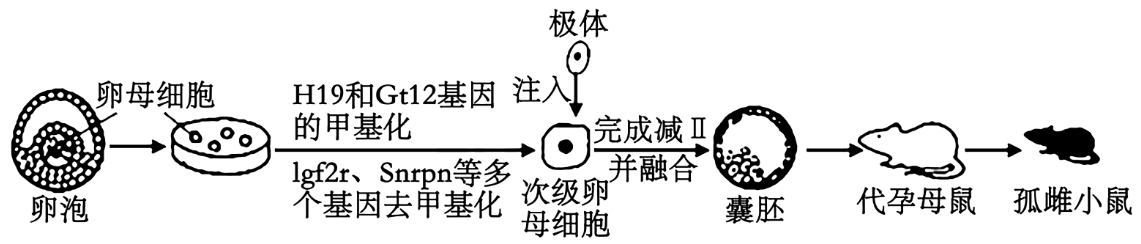 极体
卵母细胞
H19和Gt12基因
的甲基化
注入
完成减Ⅱ
并融合
lgf2r、Snrpn等多
个基因去甲基化
次级卵
母细胞
卵泡
囊胚
代孕母鼠
孤雌小鼠